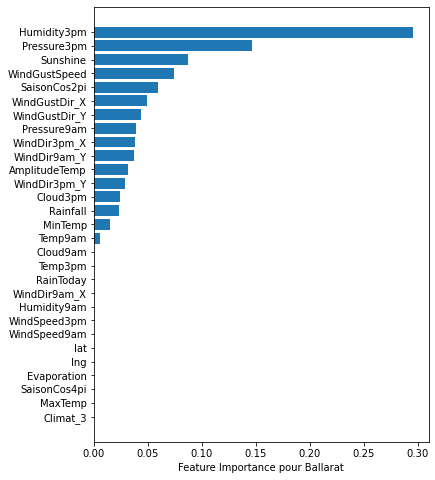 Humidity3pm
Pressure3pm
Sunshine
WindGustSpeed
SaisonCos2pi
WindGustDir_X
WindGustDir_Y
Pressure9am
WindDir3pm_X
WindDir9am_Y
AmplitudeTemp
WindDir3pm_Y
Cloud3pm
Rainfall
MinTemp
Temp9am
Cloud9am
Temp3pm
RainToday
WindDir9am_X
Humidity9am
WindSpeed3pm
WindSpeed9am
lat
lng
Evaporation
SaisonCos4pi
MaxTemp
Climat_3
0.00 0.05 0.10 0.15 0.20 0.25 0.30
Feature Importance pour Ballarat